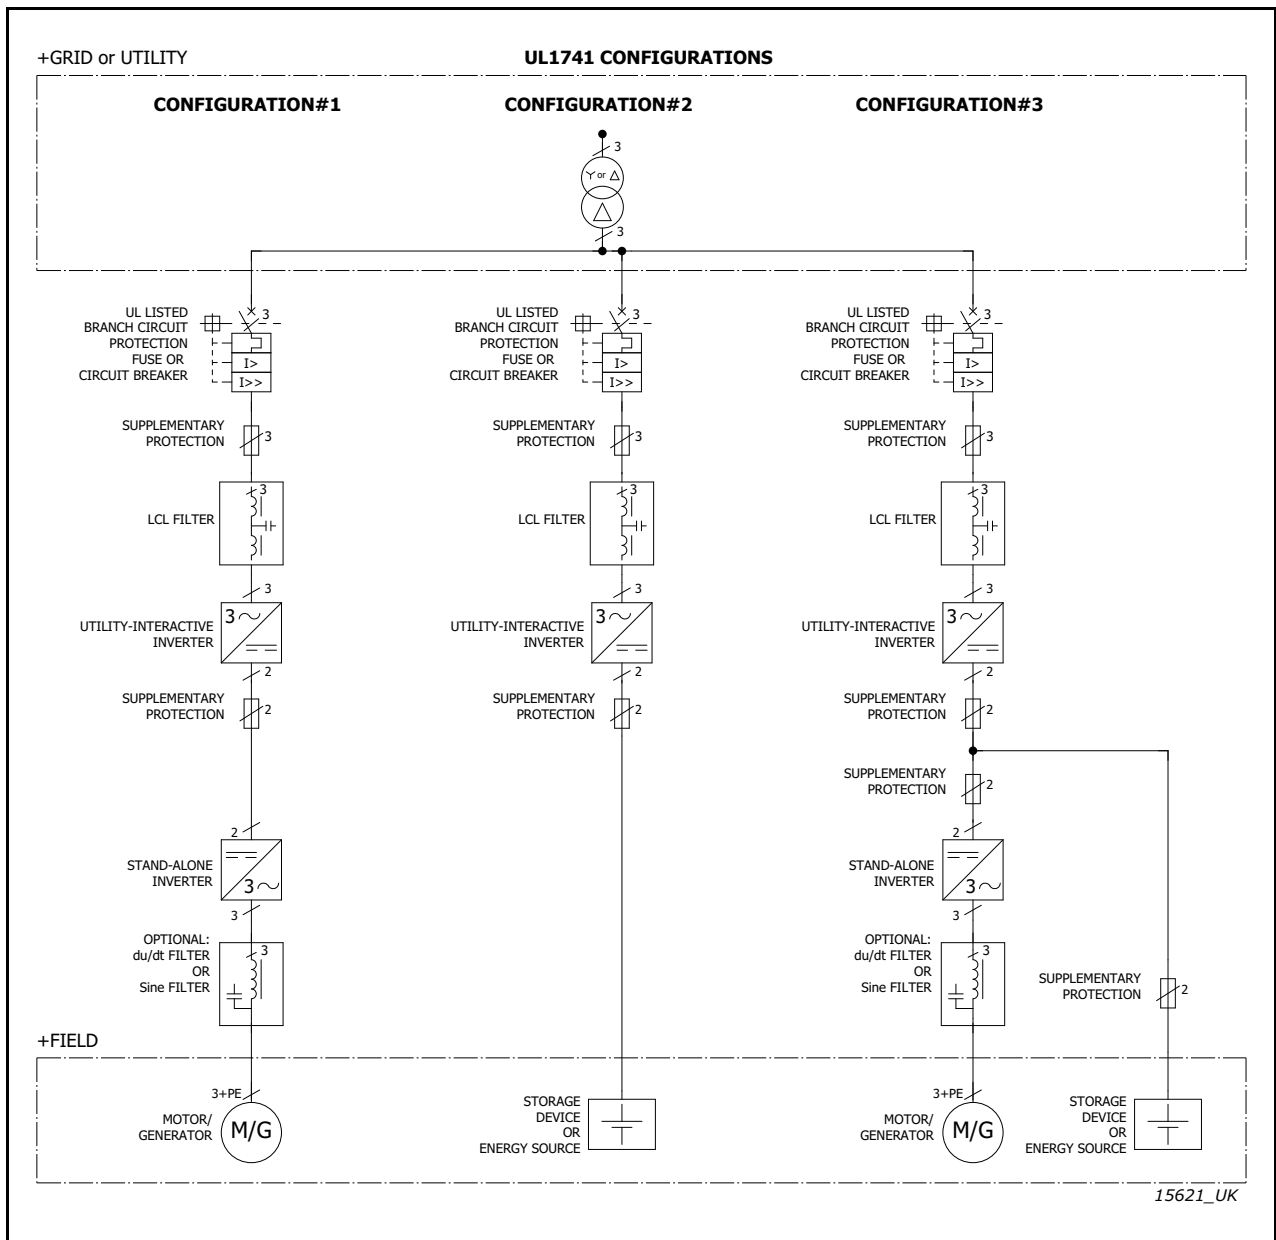 +GRID or UTILITY
UL1741 CONFIGURATIONS
CONFIGURATION#1
CONFIGURATION#2
CONFIGURATION#3
3
Y or Δ
Δ
3
UL LISTED
BRANCH CIRCUIT
PROTECTION
FUSE OR
CIRCUIT BREAKER
3
I>
I>>
UL LISTED
BRANCH CIRCUIT
PROTECTION
FUSE OR
CIRCUIT BREAKER
3
I>
I>>
UL LISTED
BRANCH CIRCUIT
PROTECTION
FUSE OR
CIRCUIT BREAKER
3
I>
I>>
SUPPLEMENTARY
PROTECTION
3
SUPPLEMENTARY
PROTECTION
3
SUPPLEMENTARY
PROTECTION
3
LCL FILTER
3
LCL FILTER
3
LCL FILTER
3
3
3
3
UTILITY-INTERACTIVE
INVERTER
3
UTILITY-INTERACTIVE
INVERTER
3
UTILITY-INTERACTIVE
INVERTER
3
2
2
2
SUPPLEMENTARY
PROTECTION
2
SUPPLEMENTARY
PROTECTION
2
SUPPLEMENTARY
PROTECTION
2
SUPPLEMENTARY
PROTECTION
2
2
2
STAND-ALONE
INVERTER
3
STAND-ALONE
INVERTER
3
3
3
OPTIONAL:
du/dt FILTER
OR
Sine FILTER
3
OPTIONAL:
du/dt FILTER
OR
Sine FILTER
3
SUPPLEMENTARY
PROTECTION
2
+FIELD
3+PE
MOTOR/
GENERATOR
M/G
STORAGE
DEVICE
OR
ENERGY SOURCE
3+PE
MOTOR/
GENERATOR
M/G
STORAGE
DEVICE
OR
ENERGY SOURCE
15621_UK